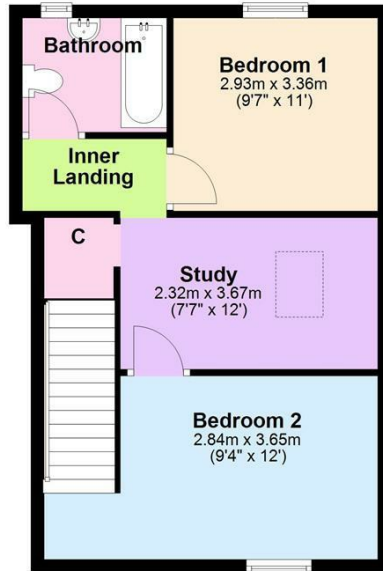 Bathroom
Bedroom 1
2.93m x 3.36m
(9'7" x 11')
Inner
Landing
C
Study
2.32m x 3.67m
(7'7" x 12')
Bedroom 2
2.84m x 3.65m
(9'4" x 12')